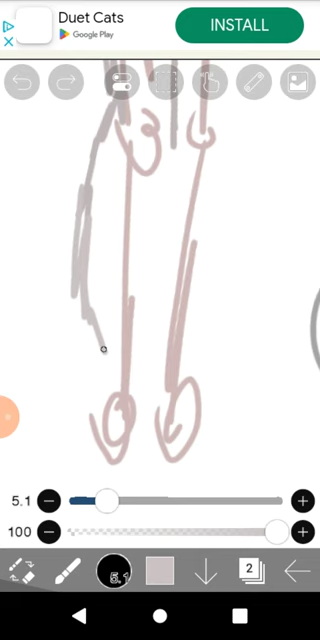 Duet Cats
Google Play
INSTALL
5.1
100
5.1
2